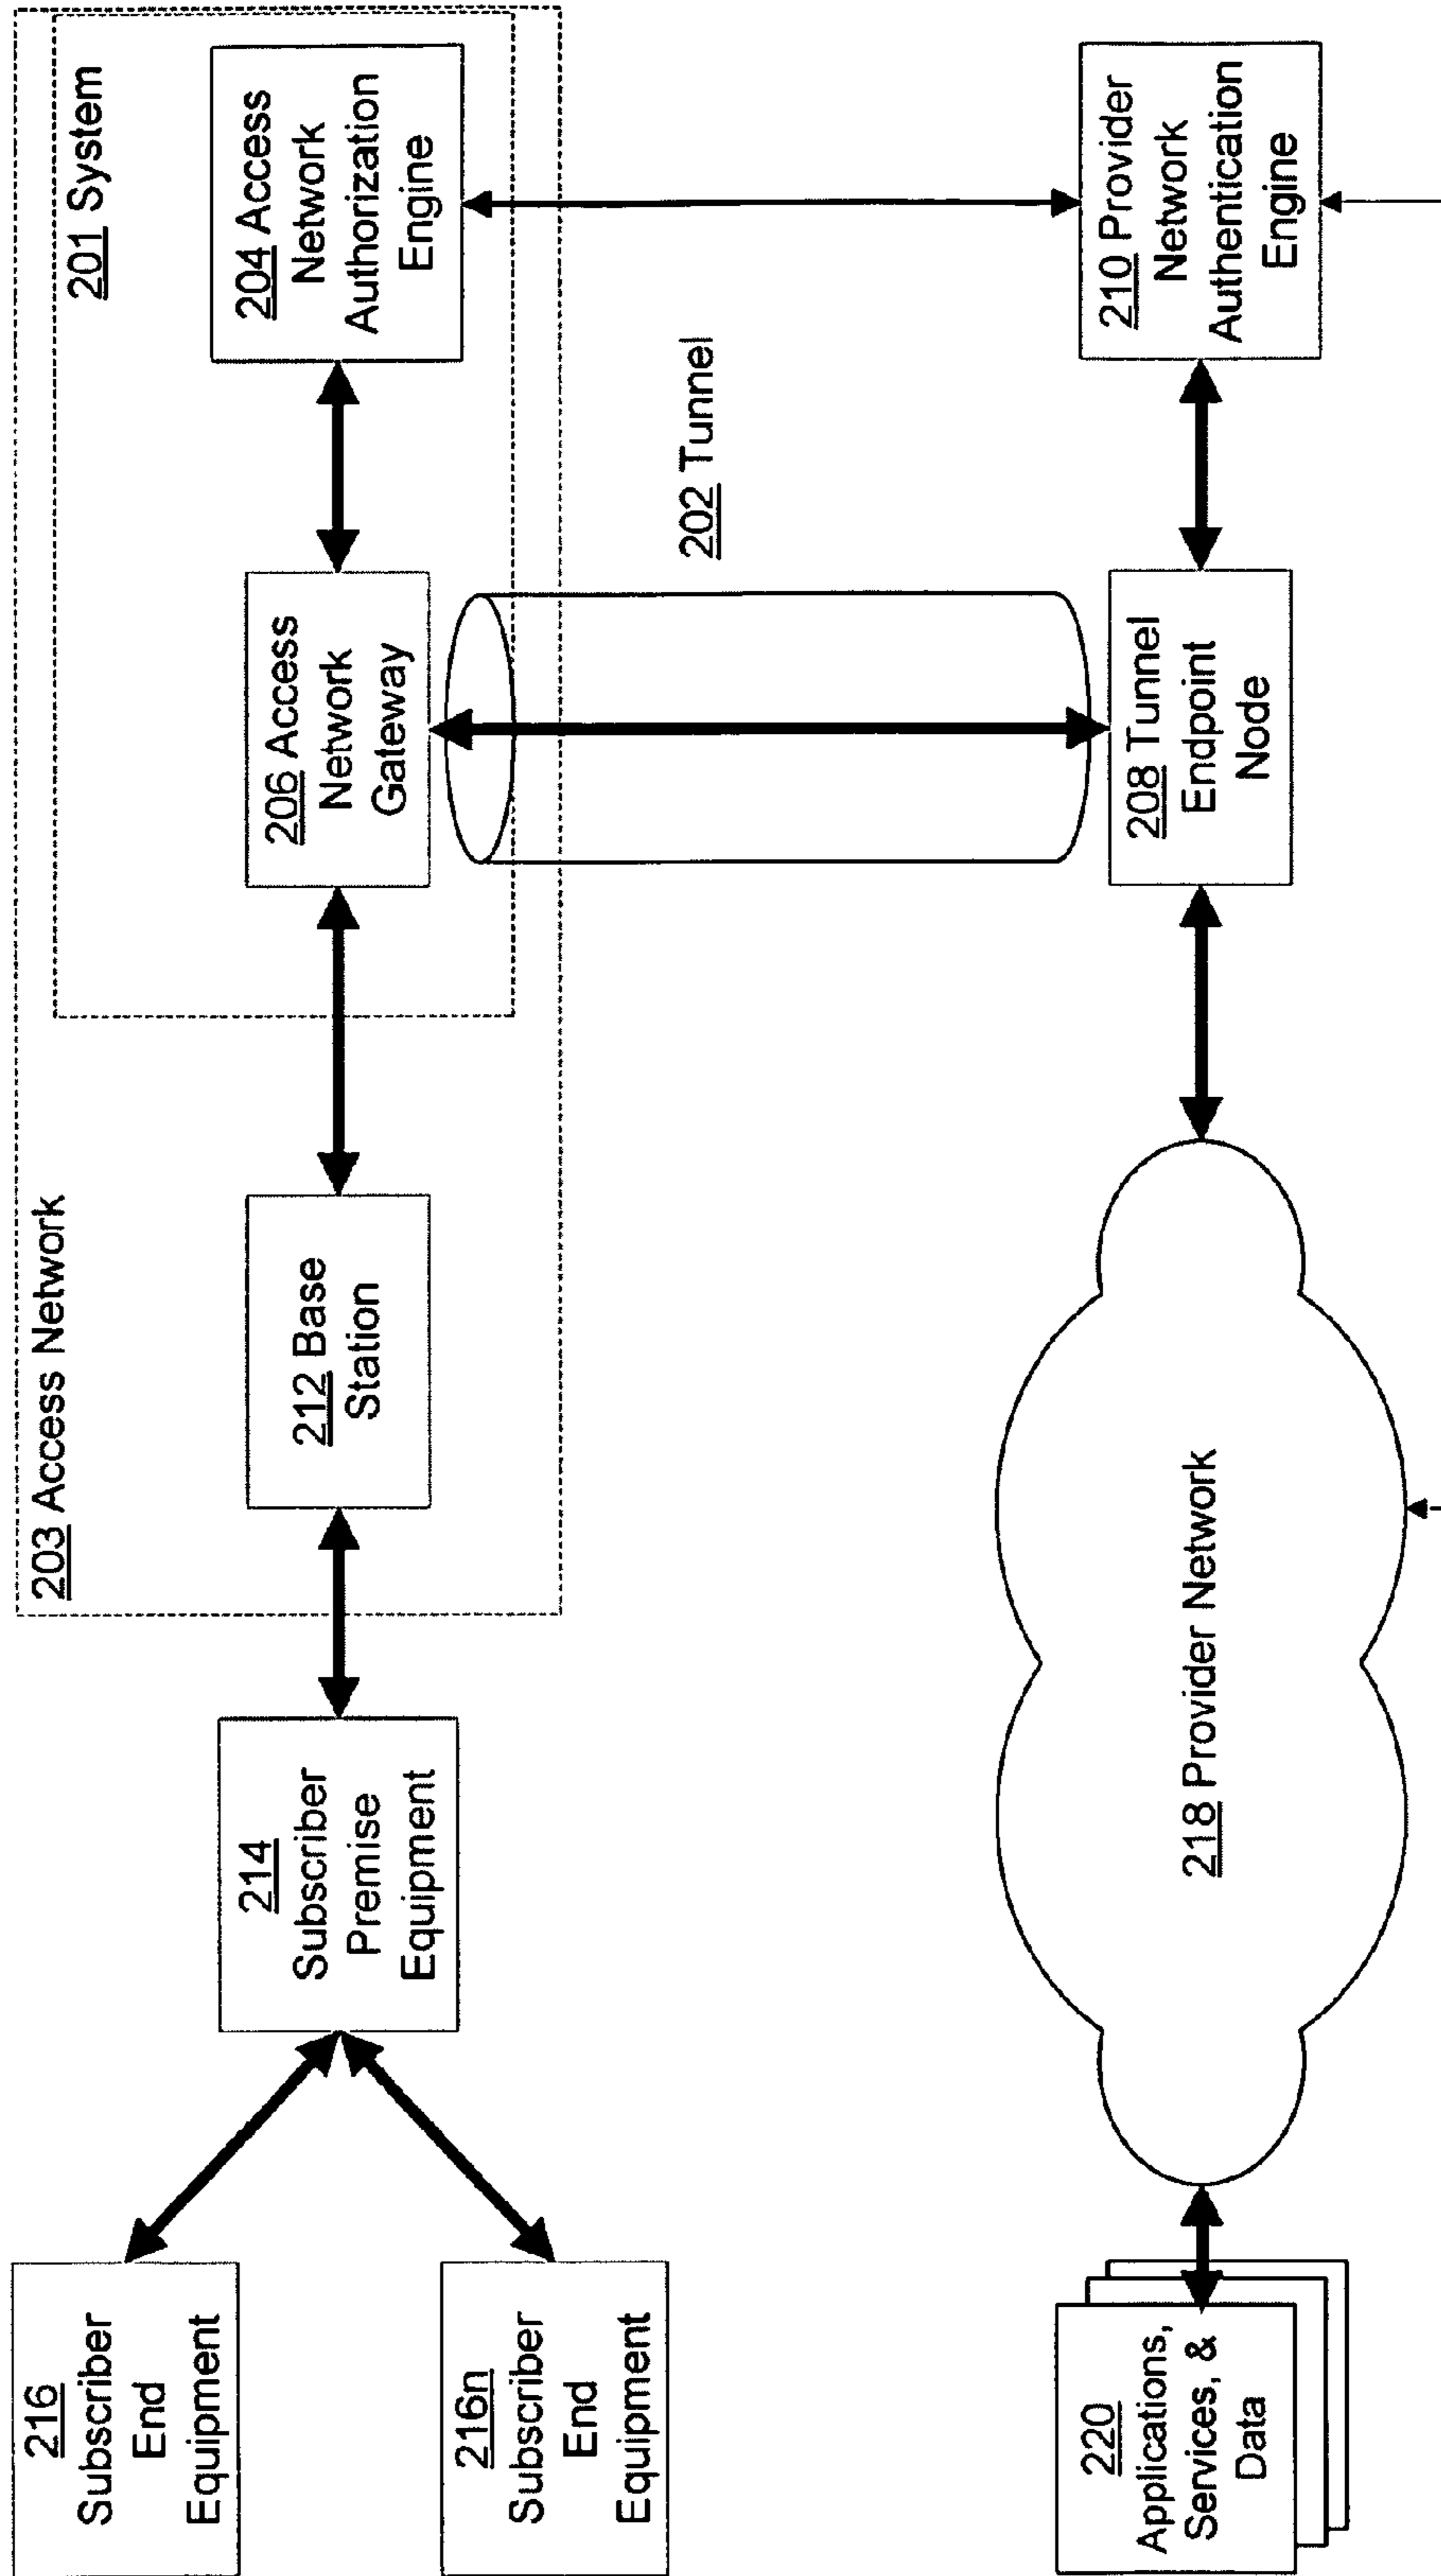 203 Access Network
201 System
216
Subscriber
End
Equipment
216n
Subscriber
End
Equipment
214
Subscriber
Premise
Equipment
212 Base
Station
206 Access
Network
Gateway
204 Access
Network
Authorization
Engine
202 Tunnel
220
Applications,
Services, &
Data
218 Provider Network
208 Tunnel
Endpoint
Node
210 Provider
Network
Authentication
Engine